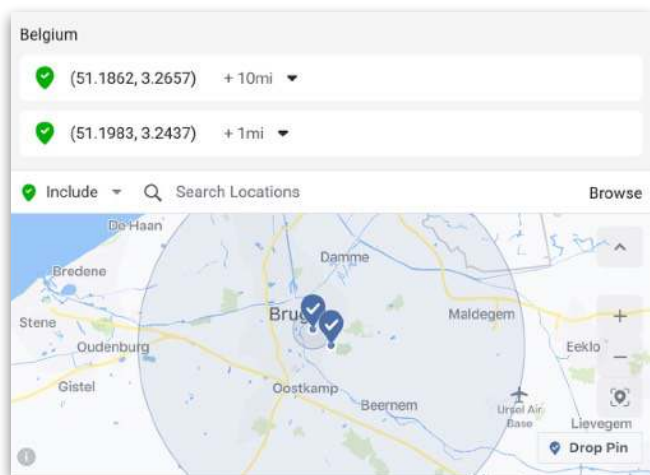 Belgium
(51.1862, 3.2657) + 10mi
(51.1983, 3.2437) + 1mi
Include Search Locations Browse
De Haan
Damme
Bredene
Stene
Brug
Maldegem
Oudenburg
Eeklo
Gistel
Oostkamp
Beernem
Ursel Air
Base
Lievegem
Drop Pin